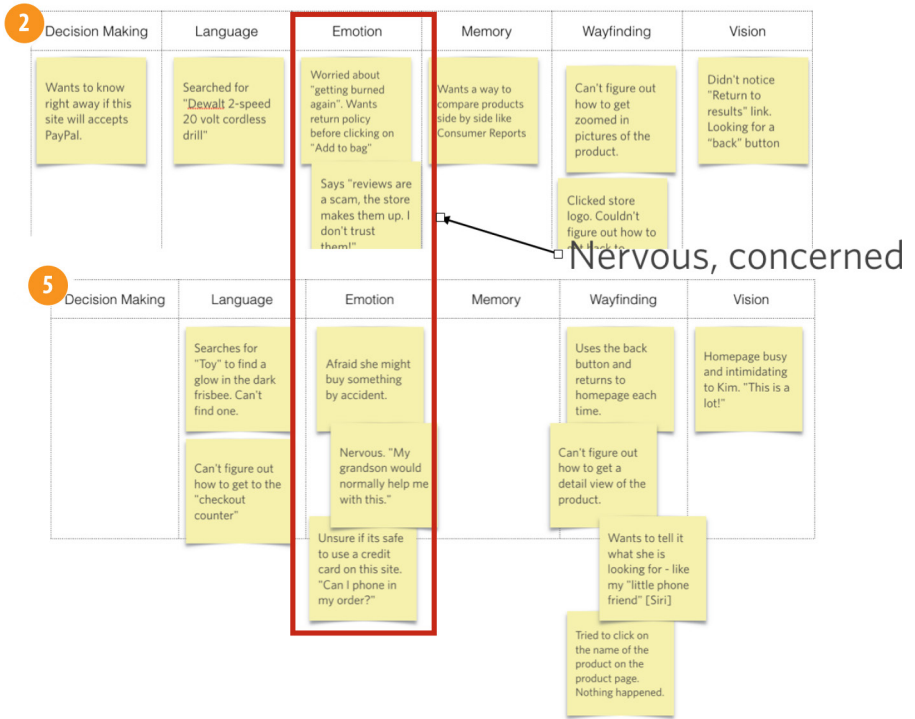 2
Decision Making
Language
Emotion
Memory
Wayfinding
Vision
Wants to know
right away if this
site will accepts
PayPal.
Searched for
"Dewalt 2-speed
20 volt cordless
drill"
Worried about
"getting burned
again". Wants
return policy
before clicking on
"Add to bag"
Says "reviews are
a scam, the store
makes them up. I
don't trust
them!"
Wants a way to
compare products
side by side like
Consumer Reports
Can't figure out
how to get
zoomed in
pictures of the
product.
Clicked store
logo. Couldn't
figure out how to
get back to
Didn't notice
"Return to
results" link.
Looking for a
"back" button
Nervous, concerned
5
Decision Making
Language
Emotion
Memory
Wayfinding
Vision
Searches for
"Toy" to find a
glow in the dark
frisbee. Can't
find one.
Can't figure out
how to get to the
"checkout
counter"
Afraid she might
buy something
by accident.
Nervous. "My
grandson would
normally help me
with this."
Unsure if its safe
to use a credit
card on this site.
"Can I phone in
my order?"
Uses the back
button and
returns to
homepage each
time.
Can't figure out
how to get a
detail view of the
product.
Wants to tell it
what she is
looking for - like
my "little phone
friend" [Siri]
Tried to click on
the name of the
product on the
product page.
Nothing happened.
Homepage busy
and intimidating
to Kim. "This is a
lot!"